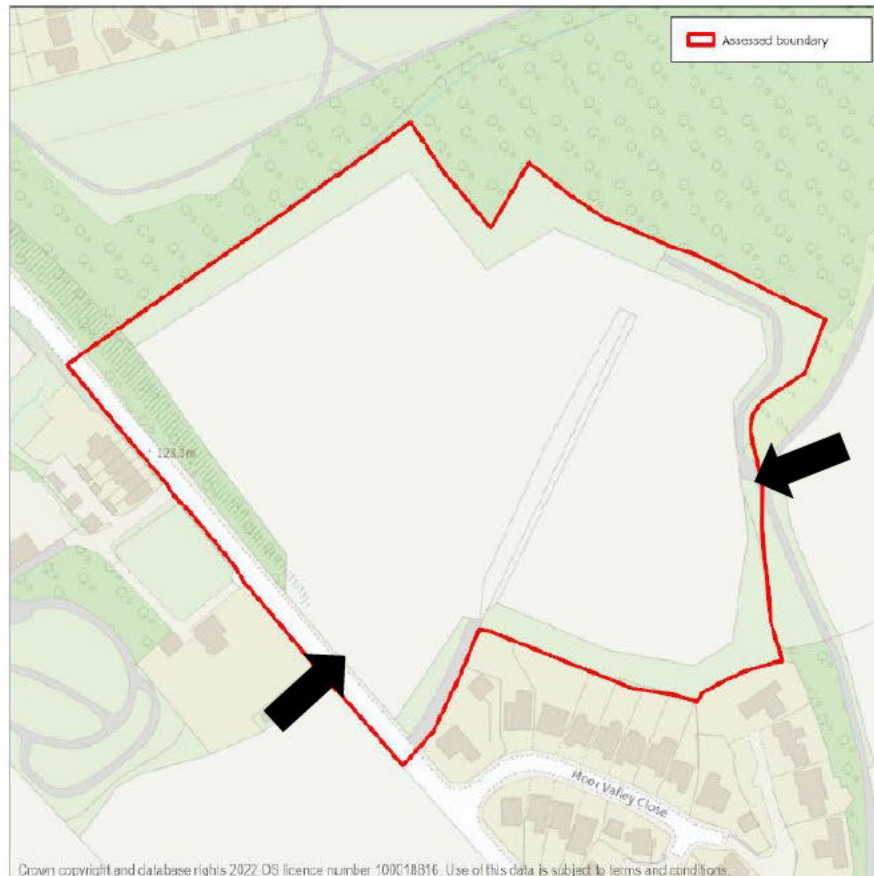 Assessed boundary
123.3m
Moor Valley Close
Crown copyright and database rights 2022 OS licence number 100018816. Use of this data is subject to terms and conditions.